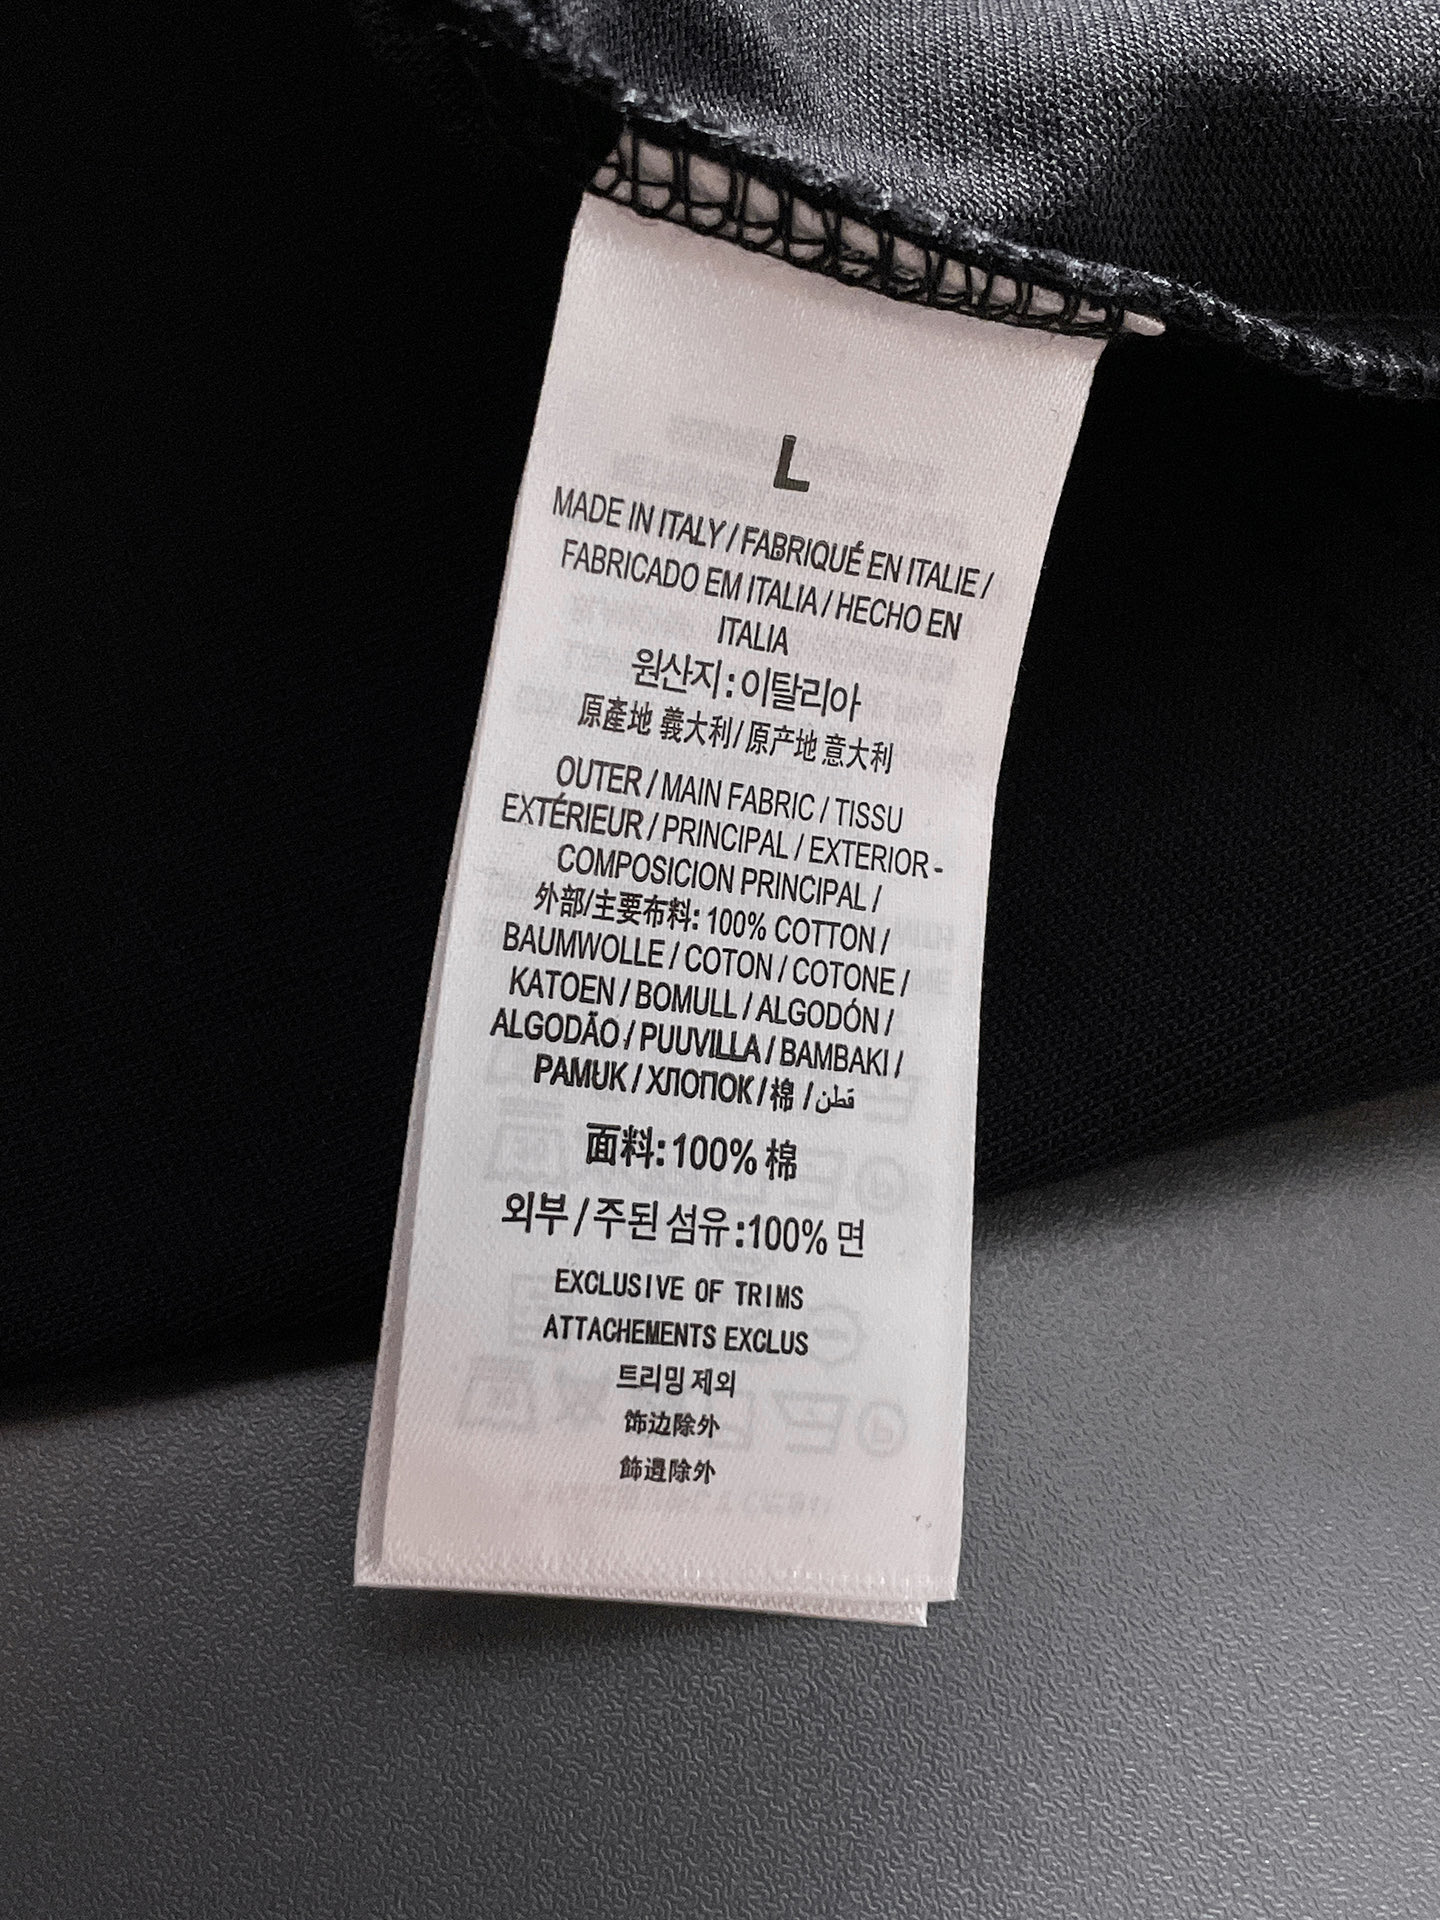 L
MADE IN ITALY / FABRIQUÉ EN ITALIE /
FABRICADO EM ITALIA / HECHO EN
ITALIA
원산지 : 이탈리아
原產地 義大利/ 原产地 意大利
OUTER / MAIN FABRIC / TISSU
EXTÉRIEUR / PRINCIPAL / EXTERIOR -
COMPOSICION PRINCIPAL /
外部/主要布料: 100% COTTON /
BAUMWOLLE / COTON / COTONE /
KATOEN / BOMULL / ALGODÓN /
ALGODÃO / PUUVILLA / BAMBAKI /
PAMUK / ХЛОПОК / 棉 / قطن
面料: 100% 棉
외부 / 주된 섬유 :100% 면
EXCLUSIVE OF TRIMS
ATTACHEMENTS EXCLUS
트리밍 제외
饰边除外
飾邊除外